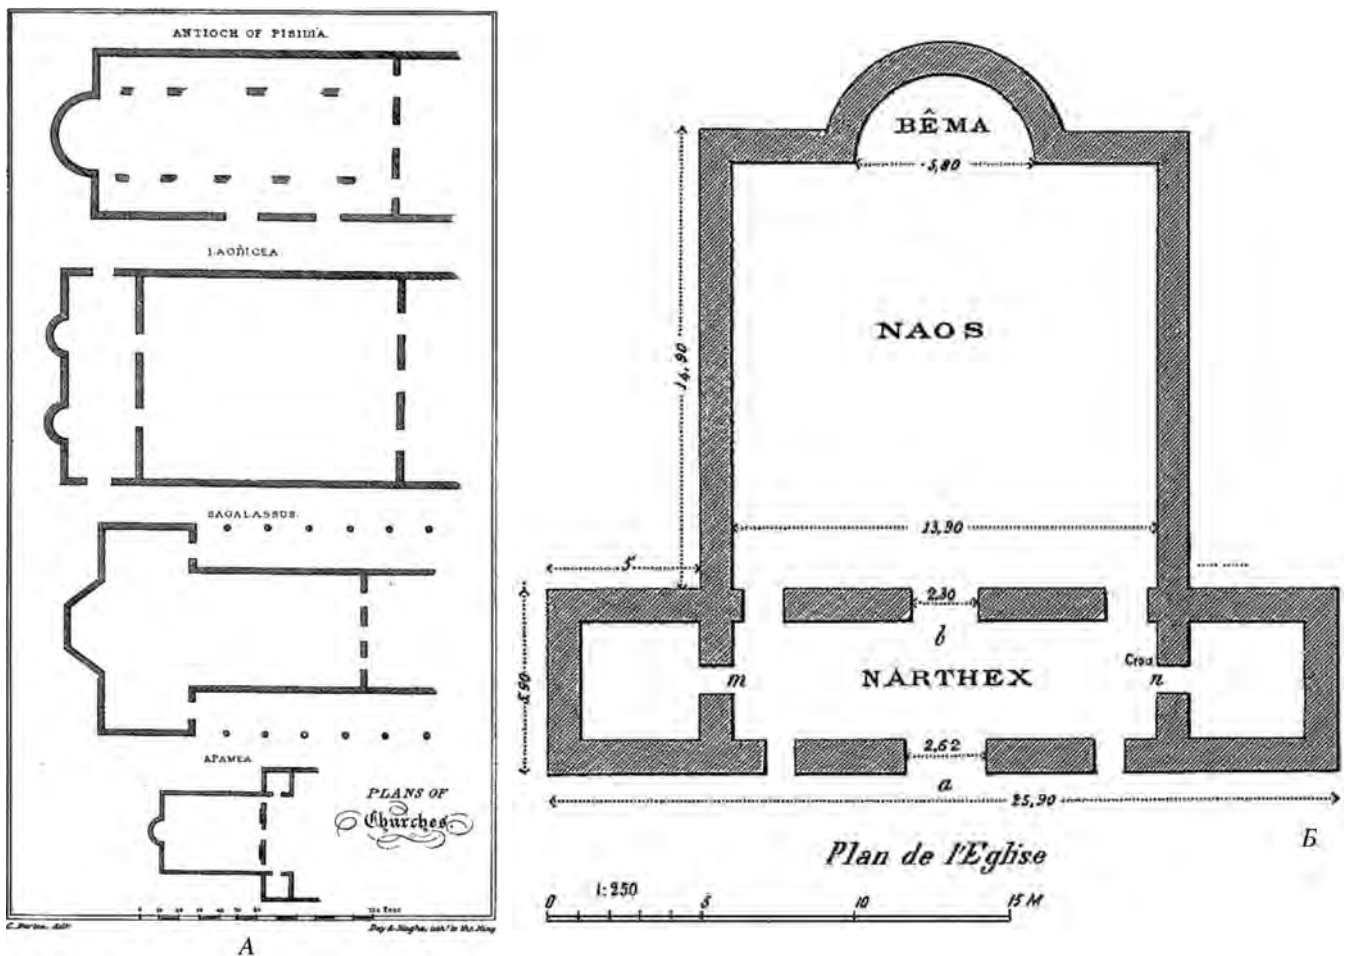 ANTIOCH OF PISIDIA.
LAODICEA.
SAGALASSUS.
APAMEA.
PLANS OF
Churches.
А
BÊMA
5,80
NAOS
14,90
13,90
5
2,30
b
Croix
m
NARTHEX
n
5,90
2,62
a
25,90
Plan de l'Eglise
Б
1:250
0 5 10 15 M